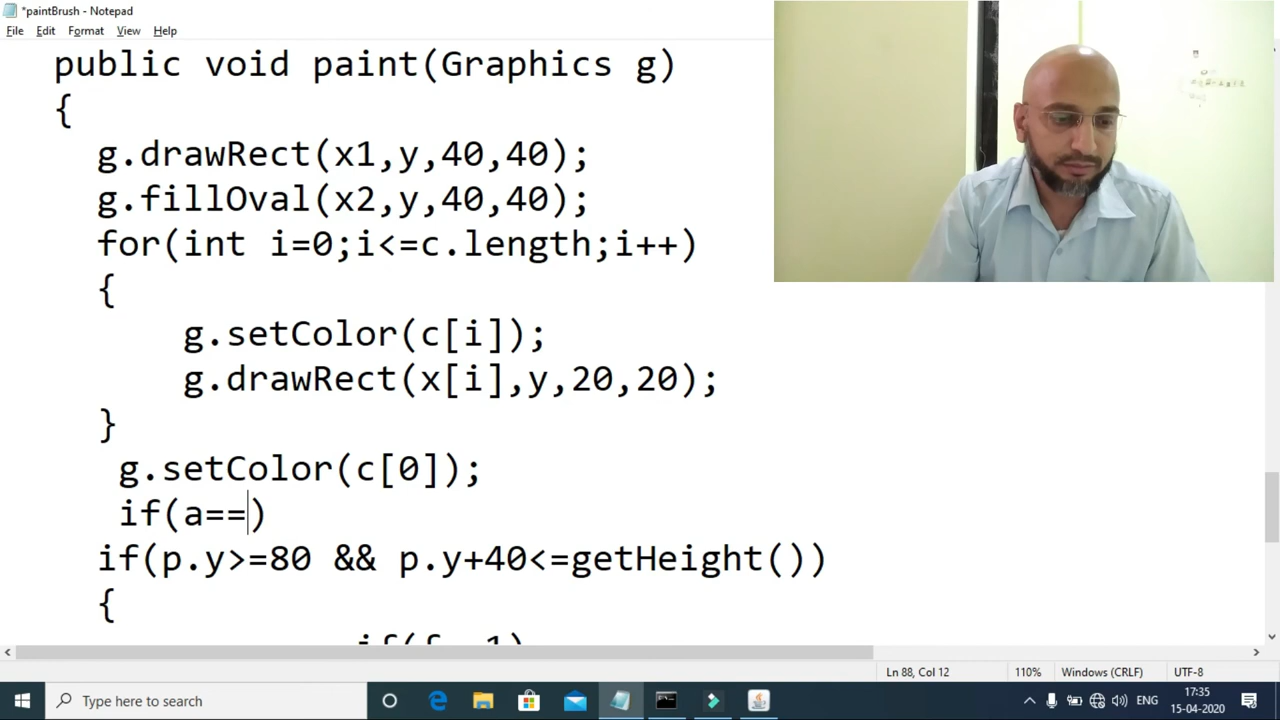 *paintBrush - Notepad
File Edit Format View Help
public void paint(Graphics g)
{
g.drawRect(x1,y,40,40);
g.fillOval(x2,y,40,40);
for(int i=0;i<=c.length;i++)
{
g.setColor(c[i]);
g.drawRect(x[i],y,20,20);
}
g.setColor(c[0]);
if(a==)
if(p.y>=80 && p.y+40<=getHeight())
{
Ln 88, Col 12 110% Windows (CRLF) UTF-8
Type here to search
ENG
17:35
15-04-2020